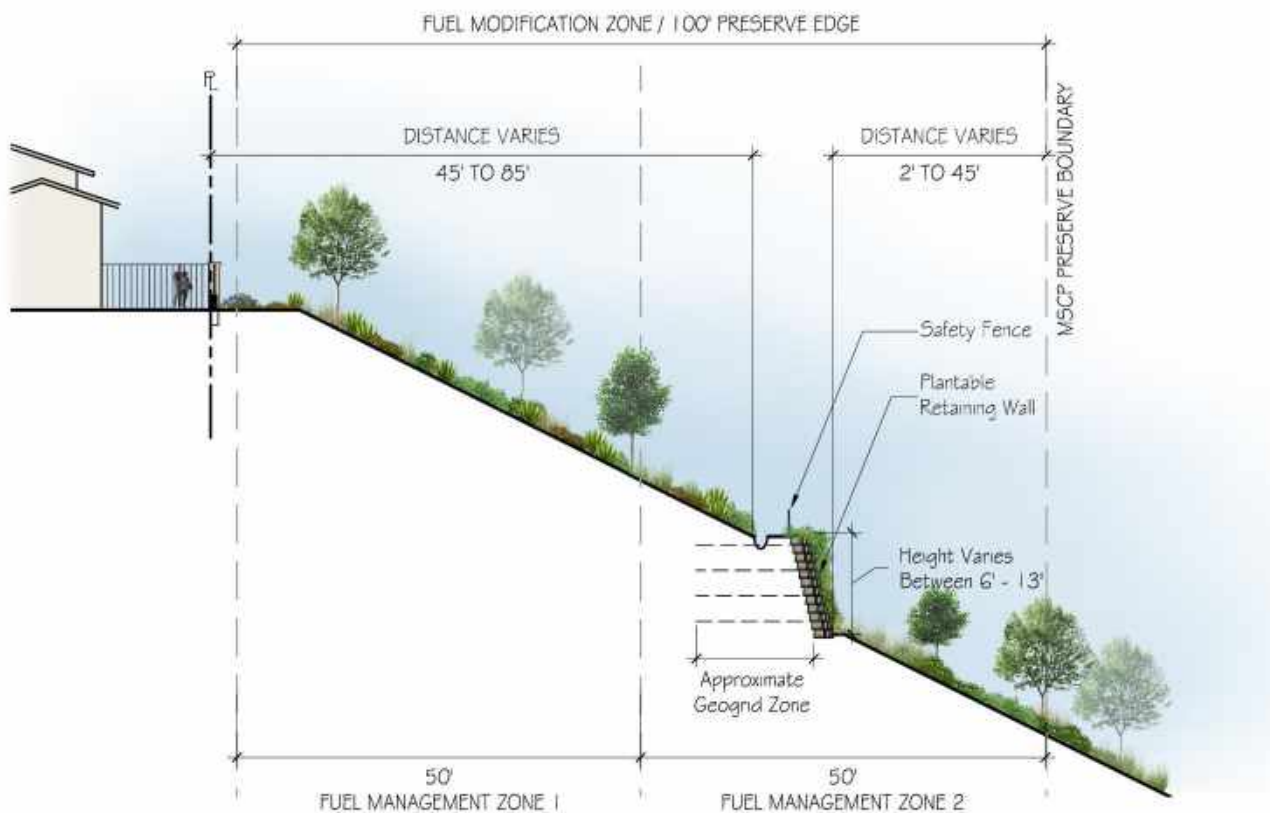 FUEL MODIFICATION ZONE / 100' PRESERVE EDGE
PL
DISTANCE VARIES
45' TO 85'
DISTANCE VARIES
2' TO 45'
MSCP PRESERVE BOUNDARY
Safety Fence
Plantable
Retaining Wall
Height Varies
Between 6' - 13'
Approximate
Geogrid Zone
50'
FUEL MANAGEMENT ZONE 1
50'
FUEL MANAGEMENT ZONE 2